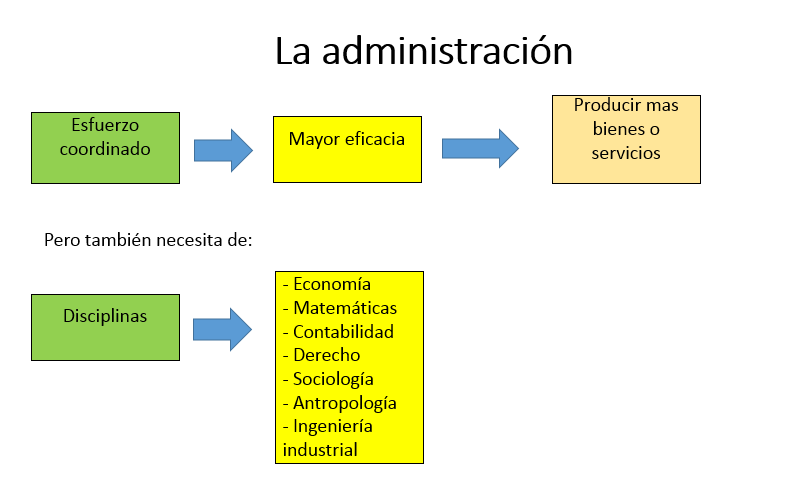 La administración
Esfuerzo
coordinado
Mayor eficacia
Producir mas
bienes o
servicios
Pero también necesita de:
Disciplinas
- Economía
- Matemáticas
- Contabilidad
- Derecho
- Sociología
- Antropología
- Ingeniería
industrial